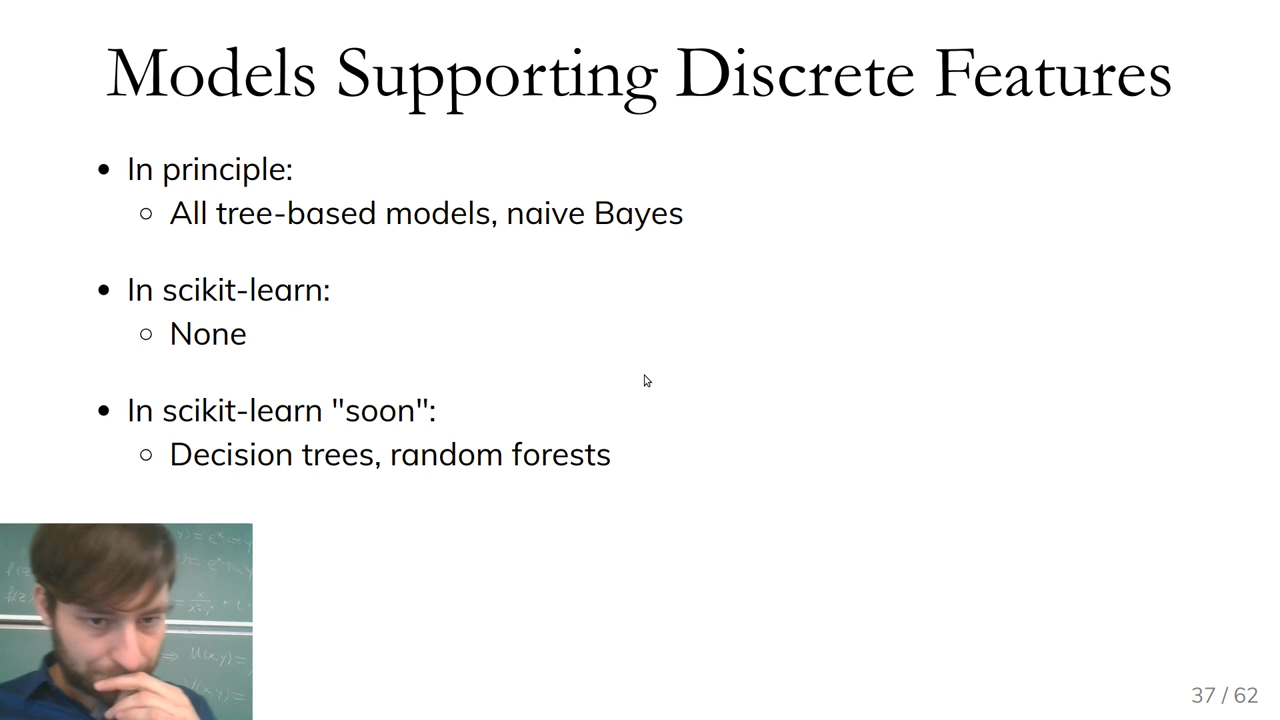 Models Supporting Discrete Features
• In principle:
○ All tree-based models, naive Bayes
• In scikit-learn:
○ None
• In scikit-learn "soon":
○ Decision trees, random forests
37 / 62